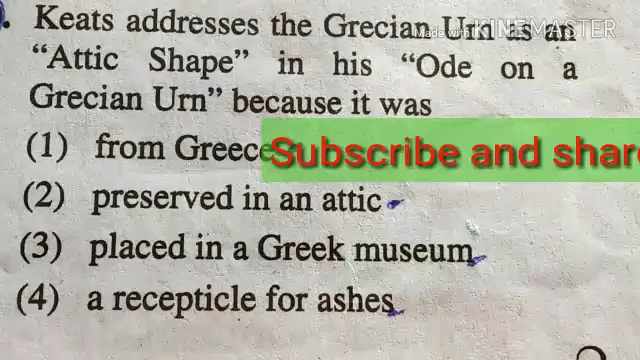 Keats addresses the Grecian Urn as an
Made with KINEMASTER
"Attic Shape" in his "Ode on a
Grecian Urn" because it was
(1) from Greece
Subscribe and share
(2) preserved in an attic
(3) placed in a Greek museum
(4) a recepticle for ashes